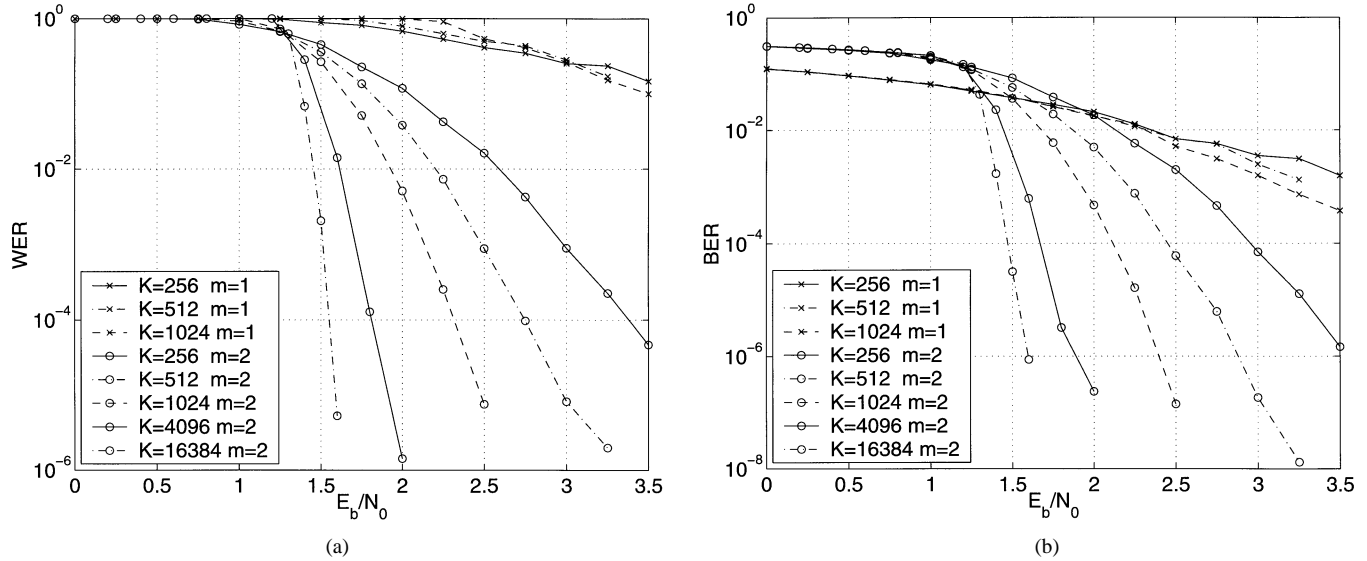 10^0
10^-2
10^-4
10^-6
WER
K=256 m=1
K=512 m=1
K=1024 m=1
K=256 m=2
K=512 m=2
K=1024 m=2
K=4096 m=2
K=16384 m=2
0 0.5 1 1.5 2 2.5 3 3.5
E_b/N_0
(a)
10^0
10^-2
10^-4
10^-6
10^-8
BER
K=256 m=1
K=512 m=1
K=1024 m=1
K=256 m=2
K=512 m=2
K=1024 m=2
K=4096 m=2
K=16384 m=2
0 0.5 1 1.5 2 2.5 3 3.5
E_b/N_0
(b)